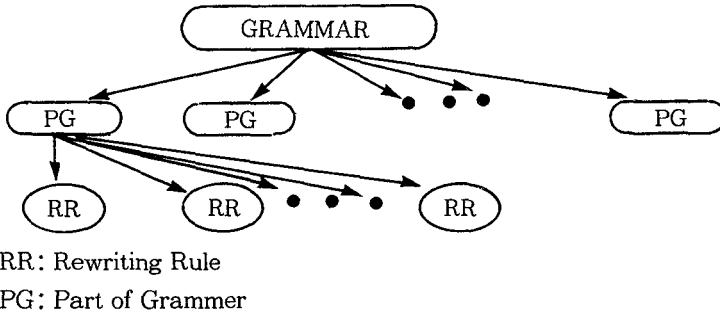 GRAMMAR
PG PG PG
RR RR RR
RR: Rewriting Rule
PG: Part of Grammer